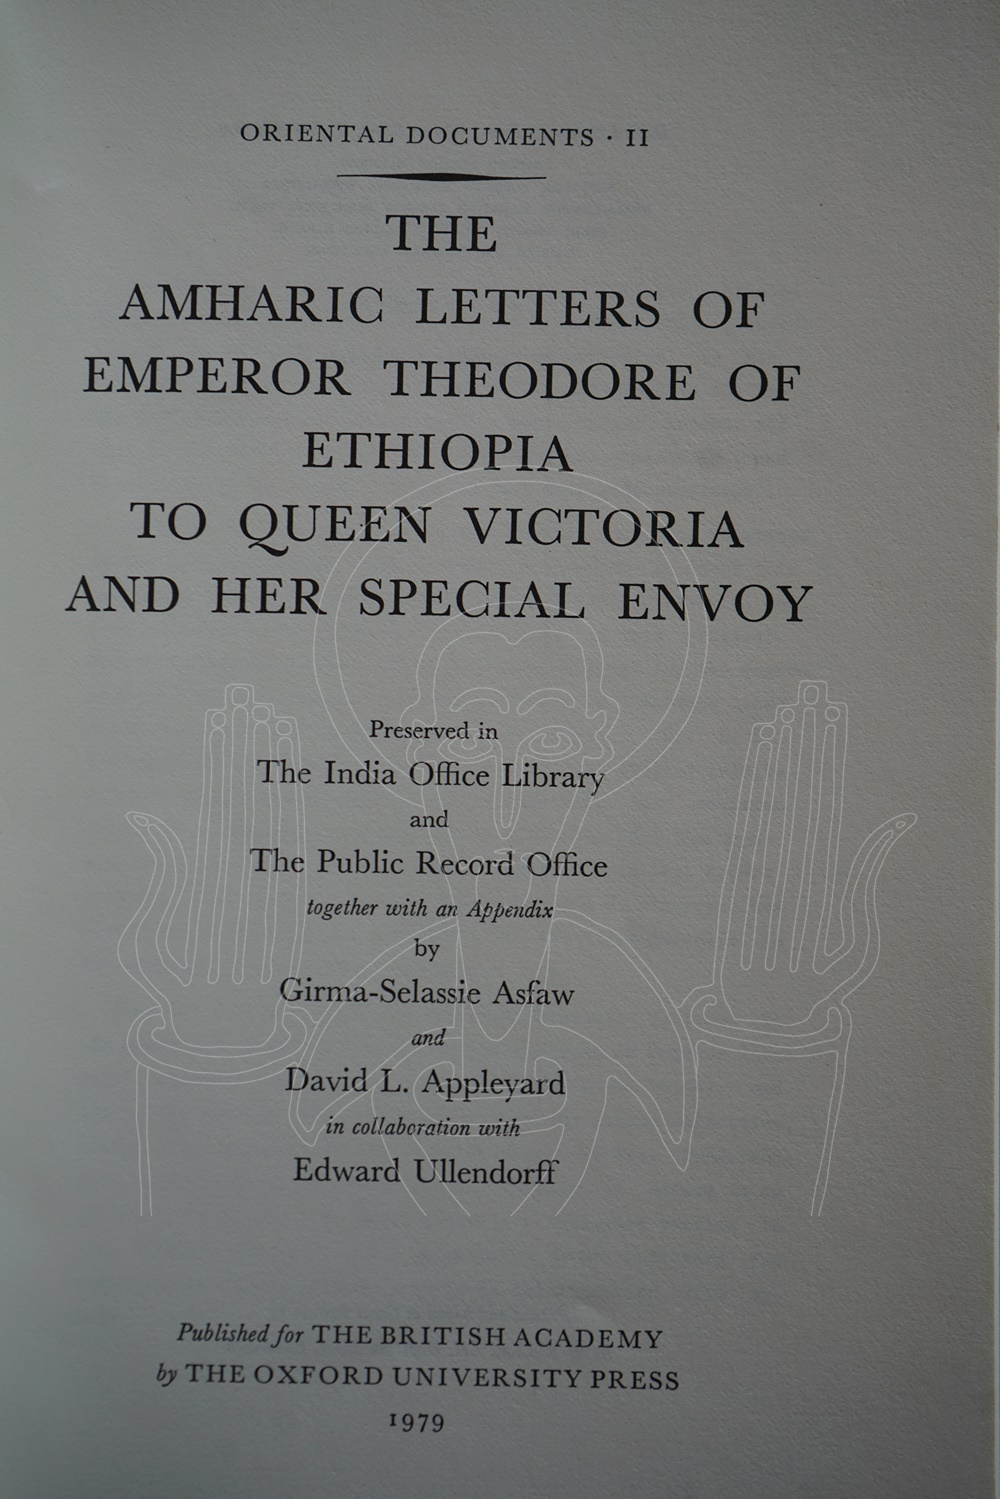 ORIENTAL DOCUMENTS · II
THE
AMHARIC LETTERS OF
EMPEROR THEODORE OF
ETHIOPIA
TO QUEEN VICTORIA
AND HER SPECIAL ENVOY
Preserved in
The India Office Library
and
The Public Record Office
together with an Appendix
by
Girma-Selassie Asfaw
and
David L. Appleyard
in collaboration with
Edward Ullendorff
Published for THE BRITISH ACADEMY
by THE OXFORD UNIVERSITY PRESS
1979